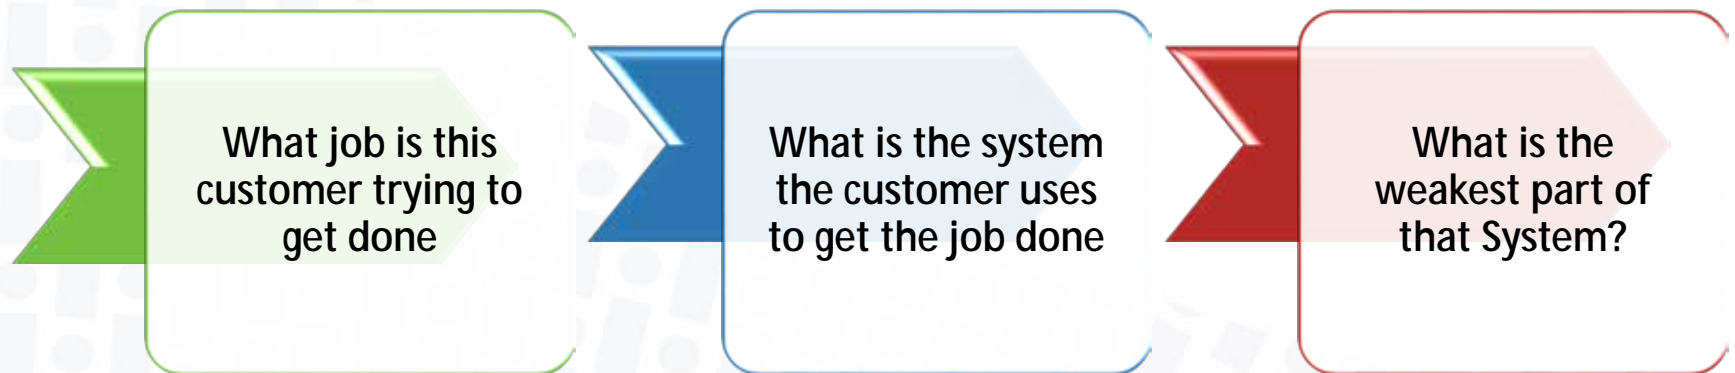 What job is this
customer trying to
get done
What is the system
the customer uses
to get the job done
What is the
weakest part of
that System?